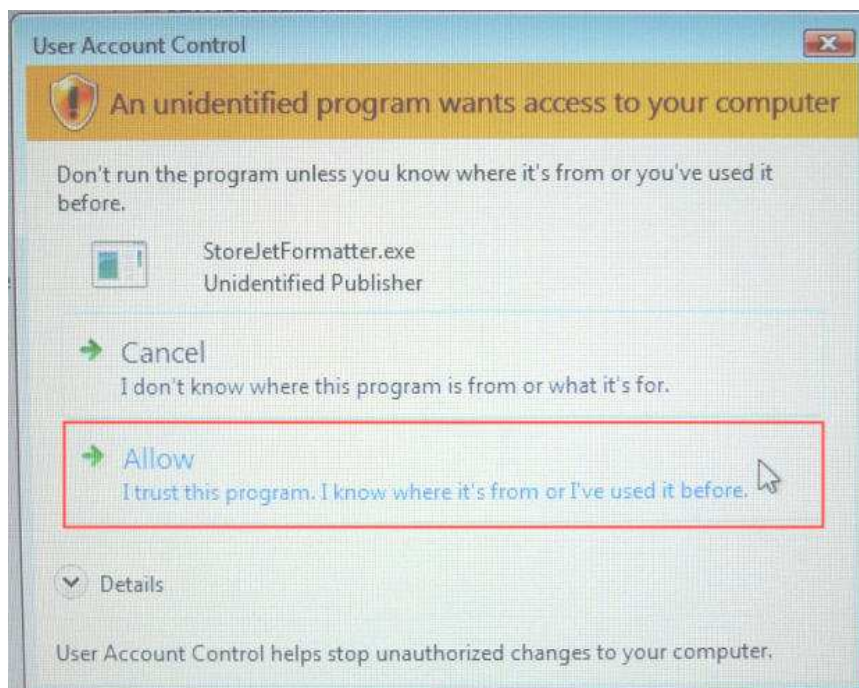 User Account Control
An unidentified program wants access to your computer
Don't run the program unless you know where it's from or you've used it
before.
StoreJetFormatter.exe
Unidentified Publisher
Cancel
I don't know where this program is from or what it's for.
Allow
I trust this program. I know where it's from or I've used it before.
Details
User Account Control helps stop unauthorized changes to your computer.